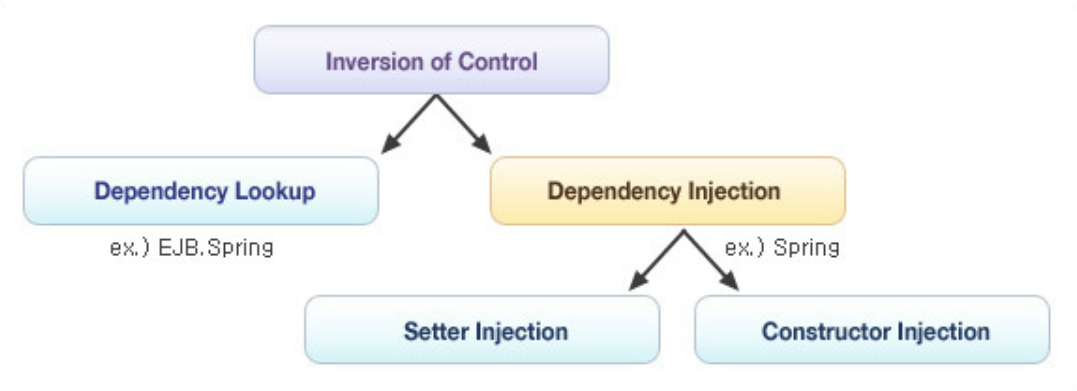 Inversion of Control
Dependency Lookup
Dependency Injection
ex.) EJB.Spring
ex.) Spring
Setter Injection
Constructor Injection